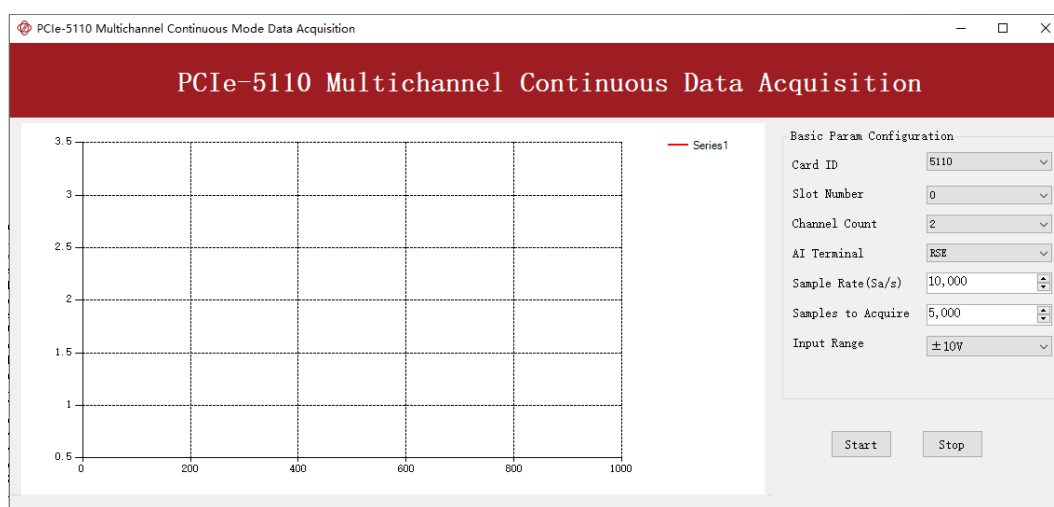 PCIe-5110 Multichannel Continuous Mode Data Acquisition
PCIe-5110 Multichannel Continuous Data Acquisition
3.5
3
2.5
2
1.5
1
0.5
0 200 400 600 800 1000
Series1
Basic Param Configuration
Card ID 5110
Slot Number 0
Channel Count 2
AI Terminal RSE
Sample Rate(Sa/s) 10,000
Samples to Acquire 5,000
Input Range ±10V
Start Stop